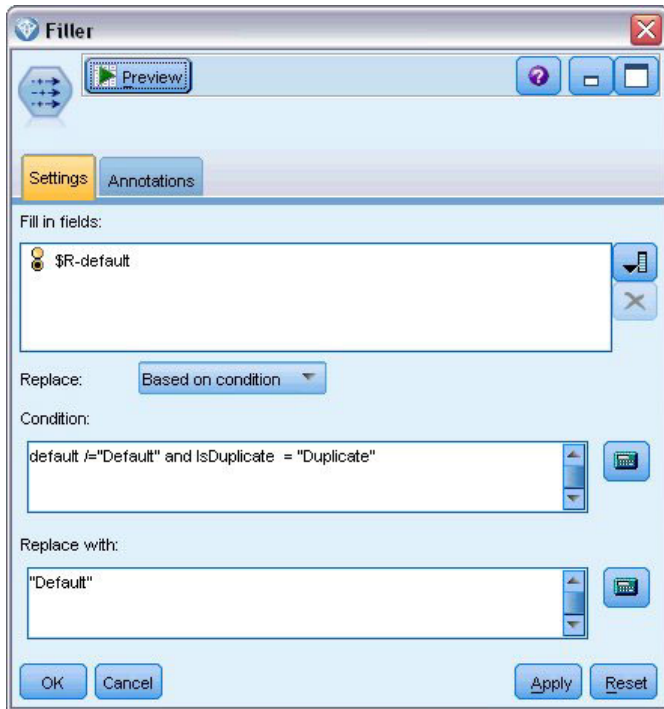 Filler
Preview
Settings Annotations
Fill in fields:
$R-default
Replace: Based on condition
Condition:
default /="Default" and IsDuplicate = "Duplicate"
Replace with:
"Default"
OK Cancel Apply Reset